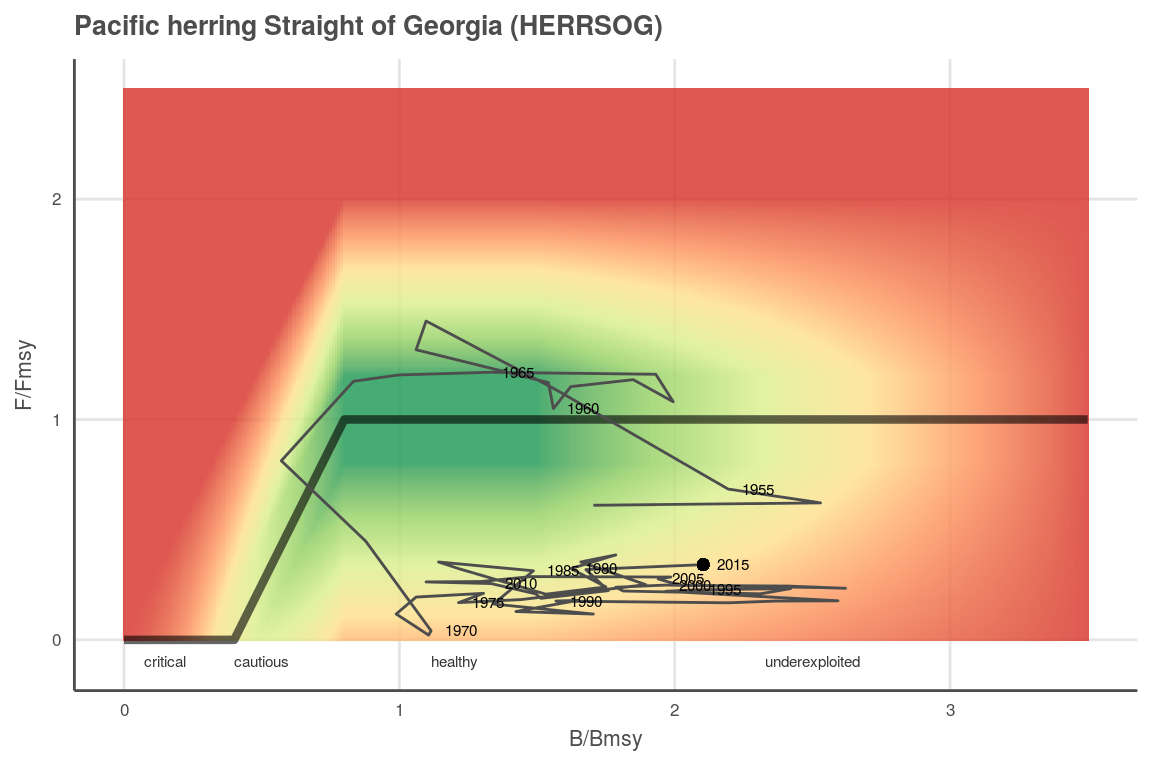 Pacific herring Straight of Georgia (HERRSOG)
F/Fmsy
2
1
0
1965
1960
1955
1985
1980
2015
2010
2005
2000
1995
1975
1990
1970
critical
cautious
healthy
underexploited
0
1
2
3
B/Bmsy